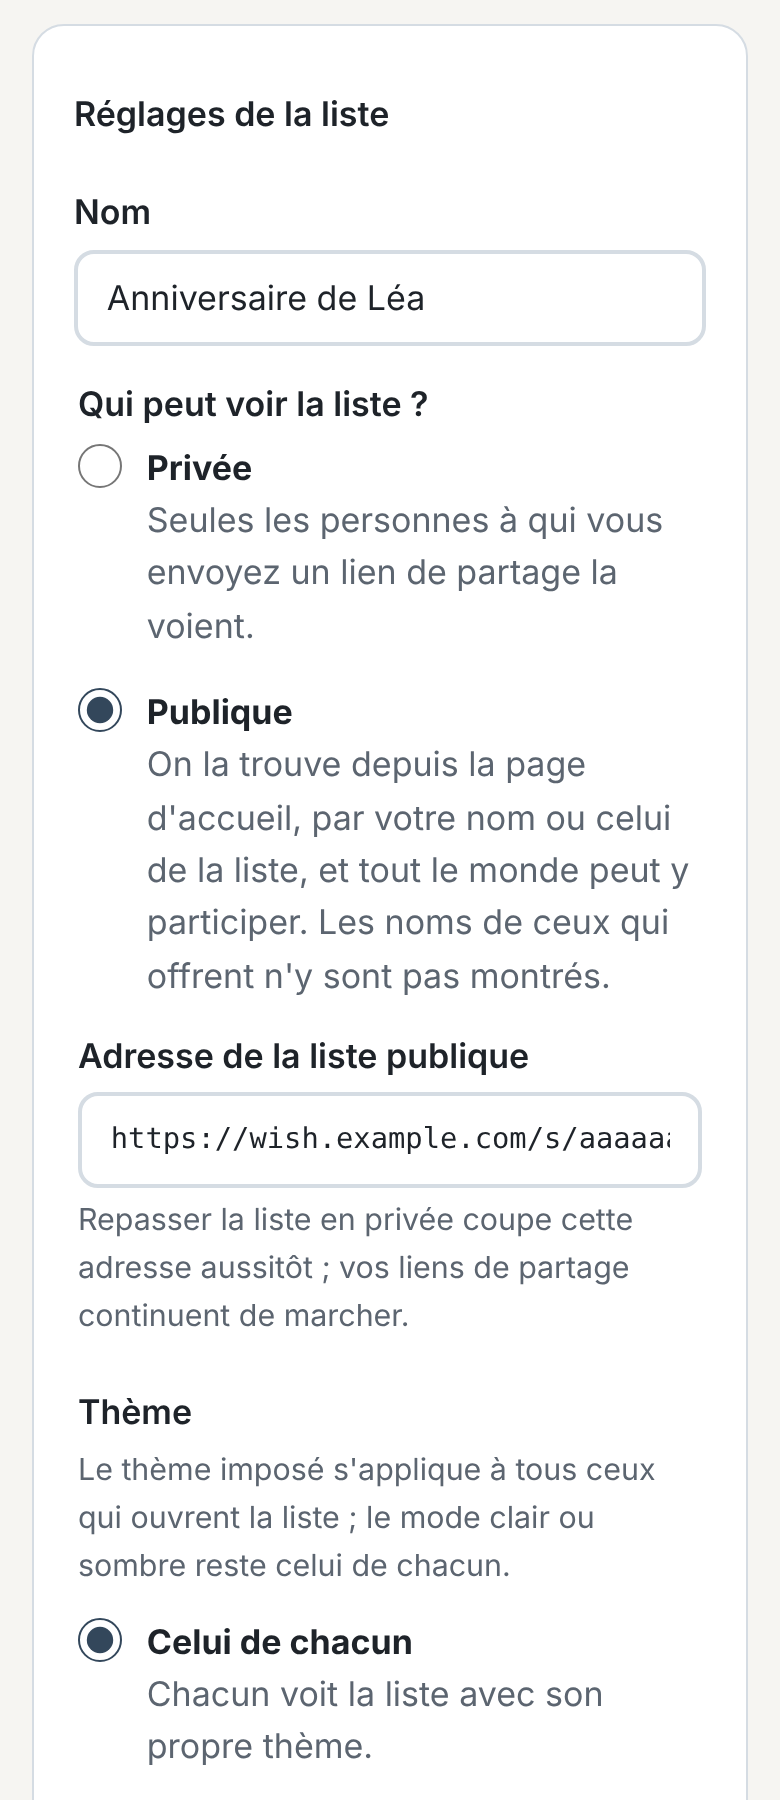 Réglages de la liste
Nom
Anniversaire de Léa
Qui peut voir la liste ?
Privée
Seules les personnes à qui vous
envoyez un lien de partage la
voient.
Publique
On la trouve depuis la page
d'accueil, par votre nom ou celui
de la liste, et tout le monde peut y
participer. Les noms de ceux qui
offrent n'y sont pas montrés.
Adresse de la liste publique
https://wish.example.com/s/aaaaaa
Repasser la liste en privée coupe cette
adresse aussitôt ; vos liens de partage
continuent de marcher.
Thème
Le thème imposé s'applique à tous ceux
qui ouvrent la liste ; le mode clair ou
sombre reste celui de chacun.
Celui de chacun
Chacun voit la liste avec son
propre thème.